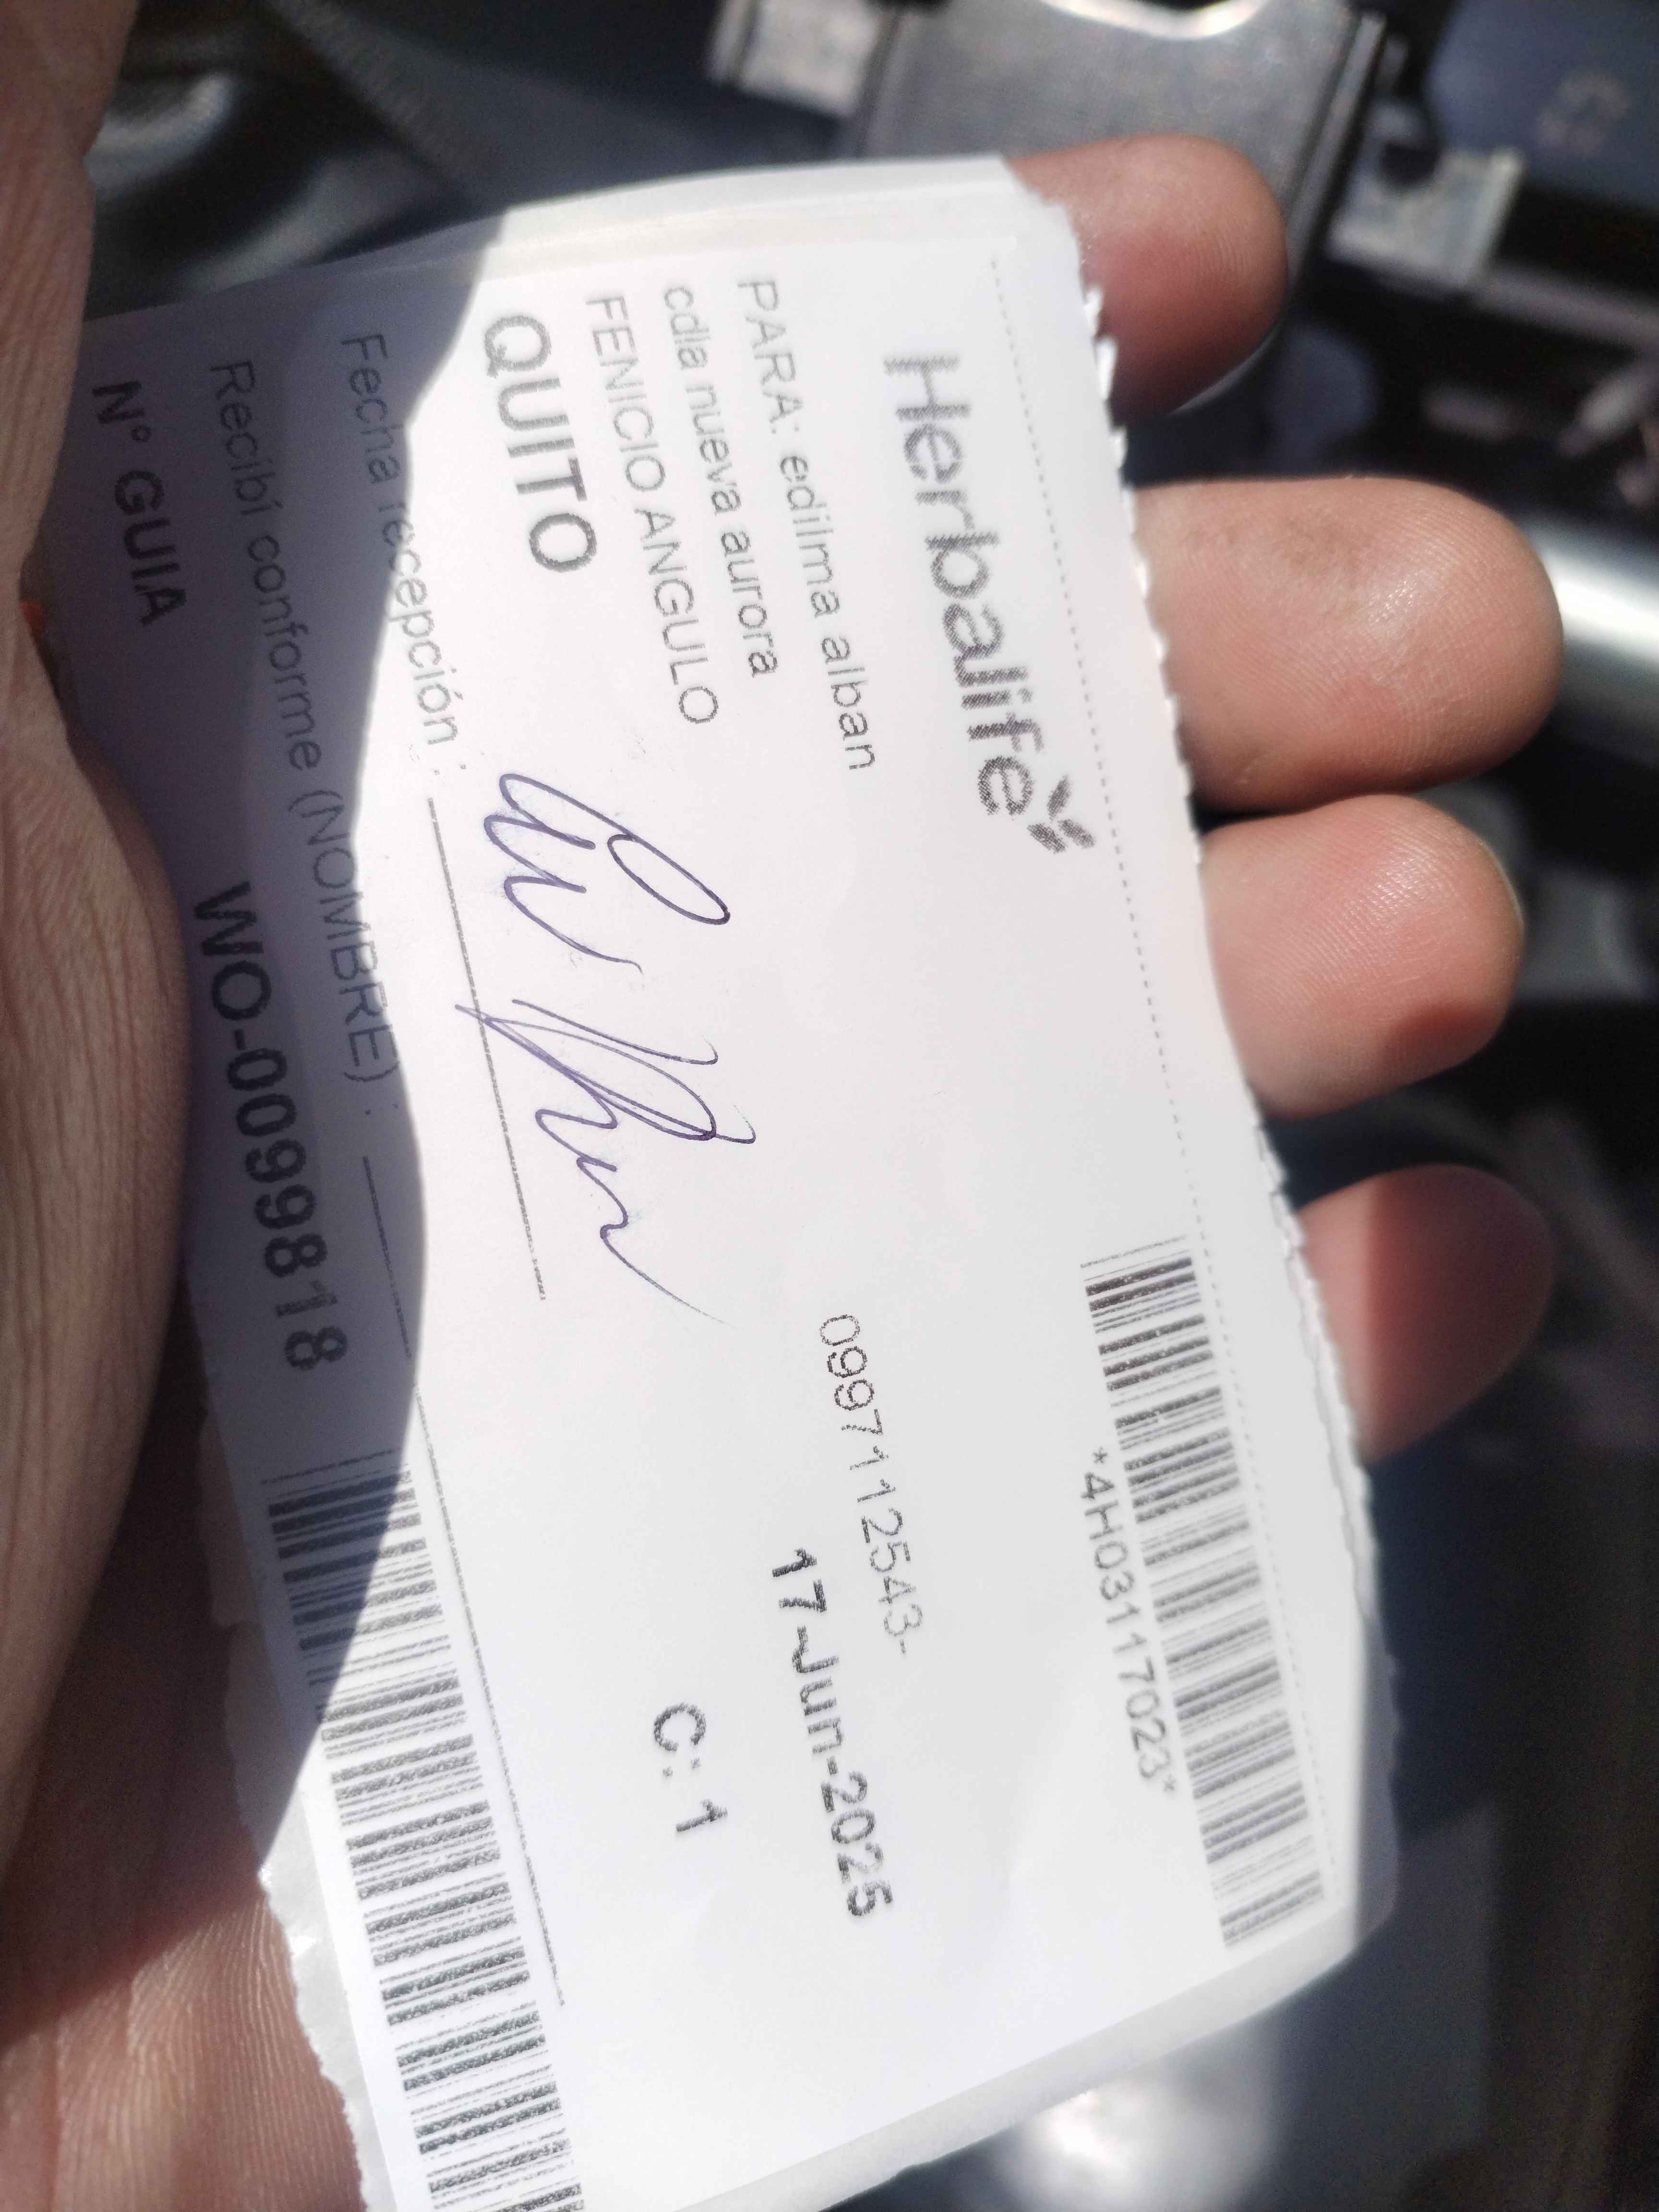 Herbalife
*4H03117023*
PARA: edilma alban
0997112543-
cdla nueva aurora
17-Jun-2025
FENICIO ANGULO
QUITO
C: 1
Fecha recepción :
Recibí conforme (NOMBRE) :
N° GUIA
WO-0099818